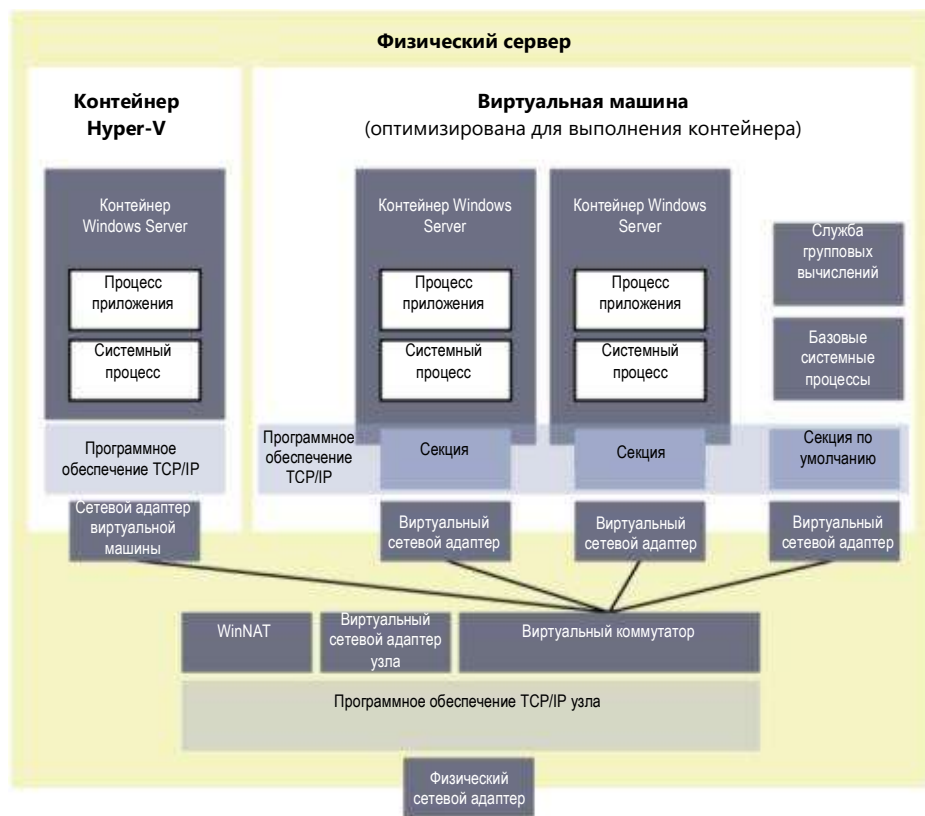 Физический сервер
Контейнер
Hyper-V
Виртуальная машина
(оптимизирована для выполнения контейнера)
Контейнер
Windows Server
Процесс
приложения
Системный
процесс
Контейнер Windows
Server
Процесс
приложения
Системный
процесс
Контейнер Windows
Server
Процесс
приложения
Системный
процесс
Служба
групповых
вычислений
Базовые
системные
процессы
Программное
обеспечение TCP/IP
Программное
обеспечение
TCP/IP
Секция
Секция
Секция по
умолчанию
Сетевой адаптер
виртуальной
машины
Виртуальный
сетевой адаптер
Виртуальный
сетевой адаптер
Виртуальный
сетевой адаптер
WinNAT
Виртуальный
сетевой адаптер
узла
Виртуальный коммутатор
Программное обеспечение TCP/IP узла
Физический
сетевой адаптер